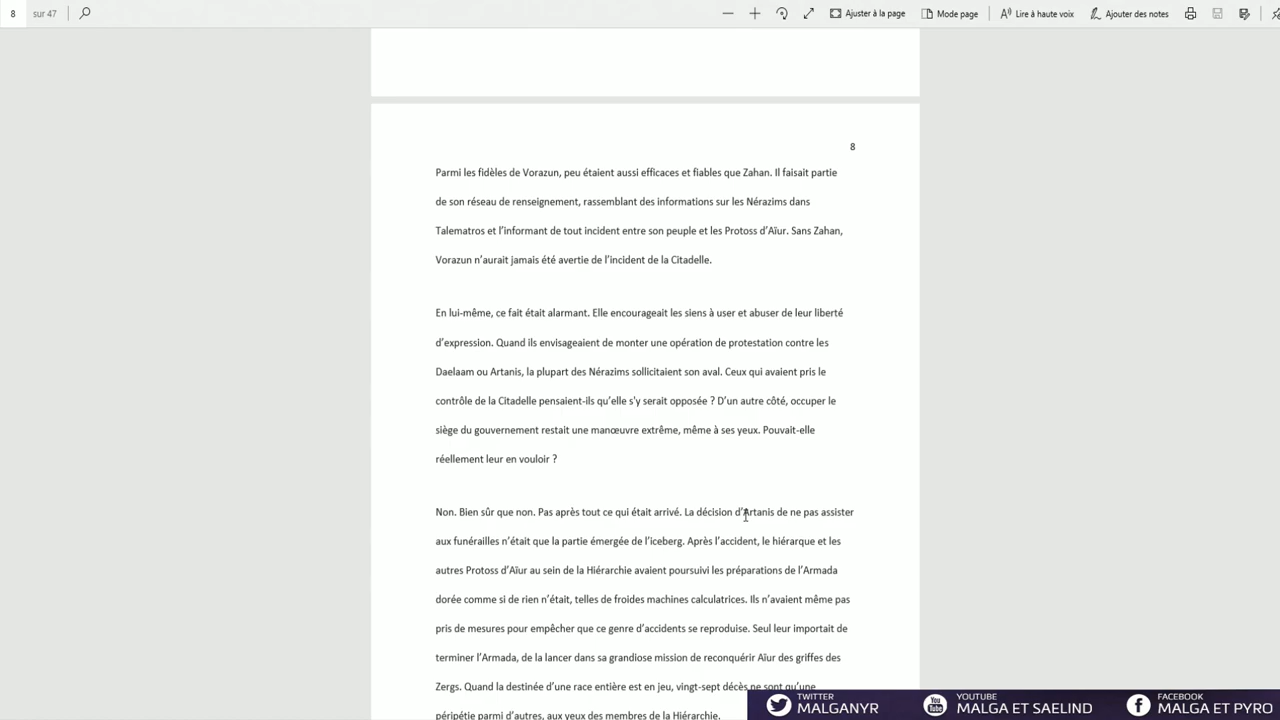 8 sur 47 Ajuster à la page Mode page Lire à haute voix Ajouter des notes
8
Parmi les fidèles de Vorazun, peu étaient aussi efficaces et fiables que Zahan. Il faisait partie
de son réseau de renseignement, rassemblant des informations sur les Nérazims dans
Talematros et l’informant de tout incident entre son peuple et les Protoss d’Aïur. Sans Zahan,
Vorazun n’aurait jamais été avertie de l’incident de la Citadelle.
En lui-même, ce fait était alarmant. Elle encourageait les siens à user et abuser de leur liberté
d’expression. Quand ils envisageaient de monter une opération de protestation contre les
Daelaam ou Artanis, la plupart des Nérazims sollicitaient son aval. Ceux qui avaient pris le
contrôle de la Citadelle pensaient-ils qu’elle s'y serait opposée ? D’un autre côté, occuper le
siège du gouvernement restait une manœuvre extrême, même à ses yeux. Pouvait-elle
réellement leur en vouloir ?
Non. Bien sûr que non. Pas après tout ce qui était arrivé. La décision d’Artanis de ne pas assister
aux funérailles n’était que la partie émergée de l’iceberg. Après l’accident, le hiérarque et les
autres Protoss d’Aïur au sein de la Hiérarchie avaient poursuivi les préparations de l’Armada
dorée comme si de rien n’était, telles de froides machines calculatrices. Ils n’avaient même pas
pris de mesures pour empêcher que ce genre d’accidents se reproduise. Seul leur importait de
terminer l’Armada, de la lancer dans sa grandiose mission de reconquérir Aïur des griffes des
Zergs. Quand la destinée d’une race entière est en jeu, vingt-sept décès ne sont qu’une
péripétie parmi d’autres, aux yeux des membres de la Hiérarchie.
TWITTER
MALGANYR
You Tube
YOUTUBE
MALGA ET SAELIND
FACEBOOK
MALGA ET PYRO